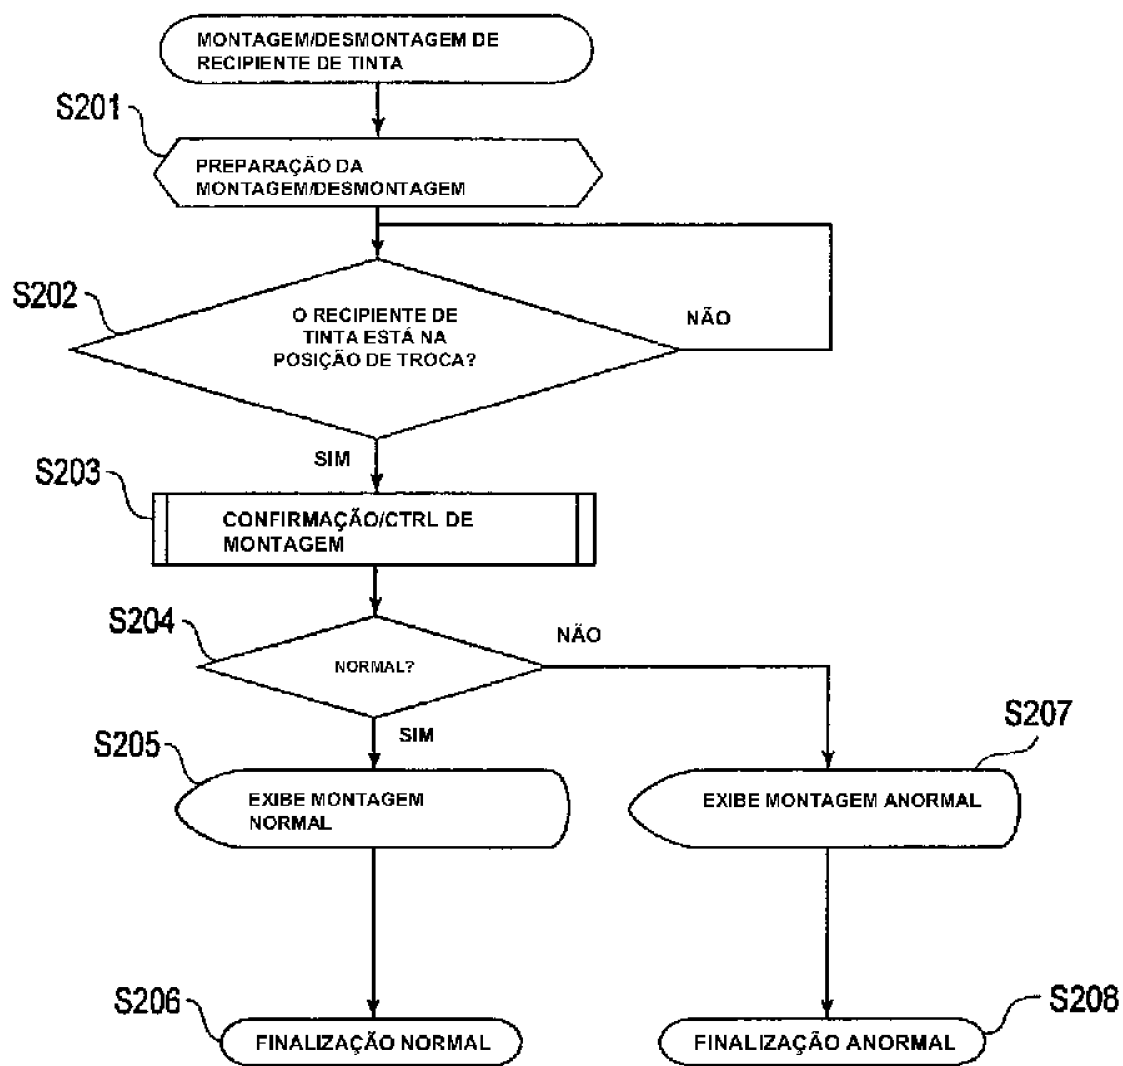 MONTAGEM/DESMONTAGEM DE
RECIPIENTE DE TINTA
S201
PREPARAÇÃO DA
MONTAGEM/DESMONTAGEM
S202
O RECIPIENTE DE
TINTA ESTÁ NA
POSIÇÃO DE TROCA?
NÃO
SIM
S203
CONFIRMAÇÃO/CTRL DE
MONTAGEM
S204
NORMAL?
NÃO
SIM
S205
EXIBE MONTAGEM
NORMAL
S207
EXIBE MONTAGEM ANORMAL
S206
FINALIZAÇÃO NORMAL
S208
FINALIZAÇÃO ANORMAL